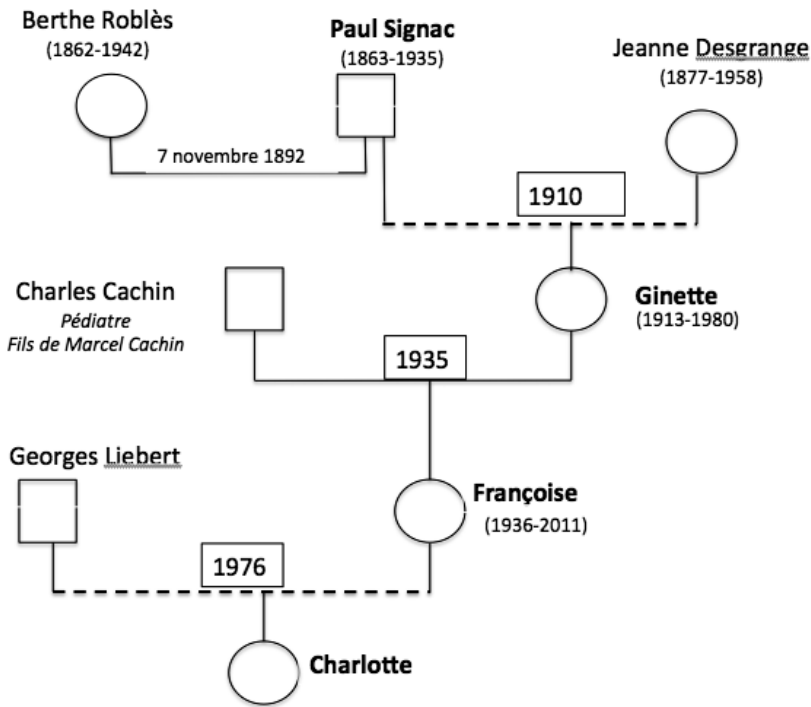 Berthe Roblès
(1862-1942)
Paul Signac
(1863-1935)
Jeanne Desgrange
(1877-1958)
7 novembre 1892
1910
Charles Cachin
Pédiatre
Fils de Marcel Cachin
Ginette
(1913-1980)
1935
Georges Liebert
Françoise
(1936-2011)
1976
Charlotte